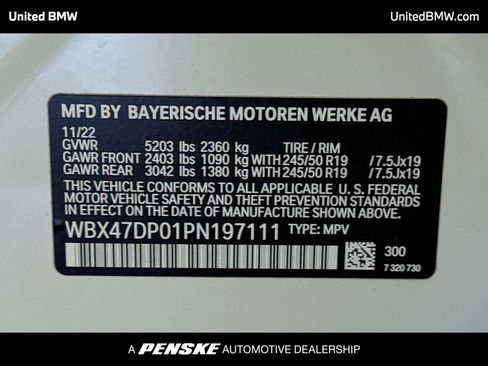 United BMW UnitedBMW.com
MFD BY BAYERISCHE MOTOREN WERKE AG
11/22
GVWR 5203 lbs 2360 kg TIRE / RIM
GAWR FRONT 2403 lbs 1090 kg WITH 245/50 R19 /7.5Jx19
GAWR REAR 3042 lbs 1380 kg WITH 245/50 R19 /7.5Jx19
THIS VEHICLE CONFORMS TO ALL APPLICABLE U. S. FEDERAL
MOTOR VEHICLE SAFETY AND THEFT PREVENTION STANDARDS
IN EFFECT ON THE DATE OF MANUFACTURE SHOWN ABOVE.
WBX47DP01PN197111 TYPE: MPV
300
7 320 730
A PENSKE AUTOMOTIVE DEALERSHIP